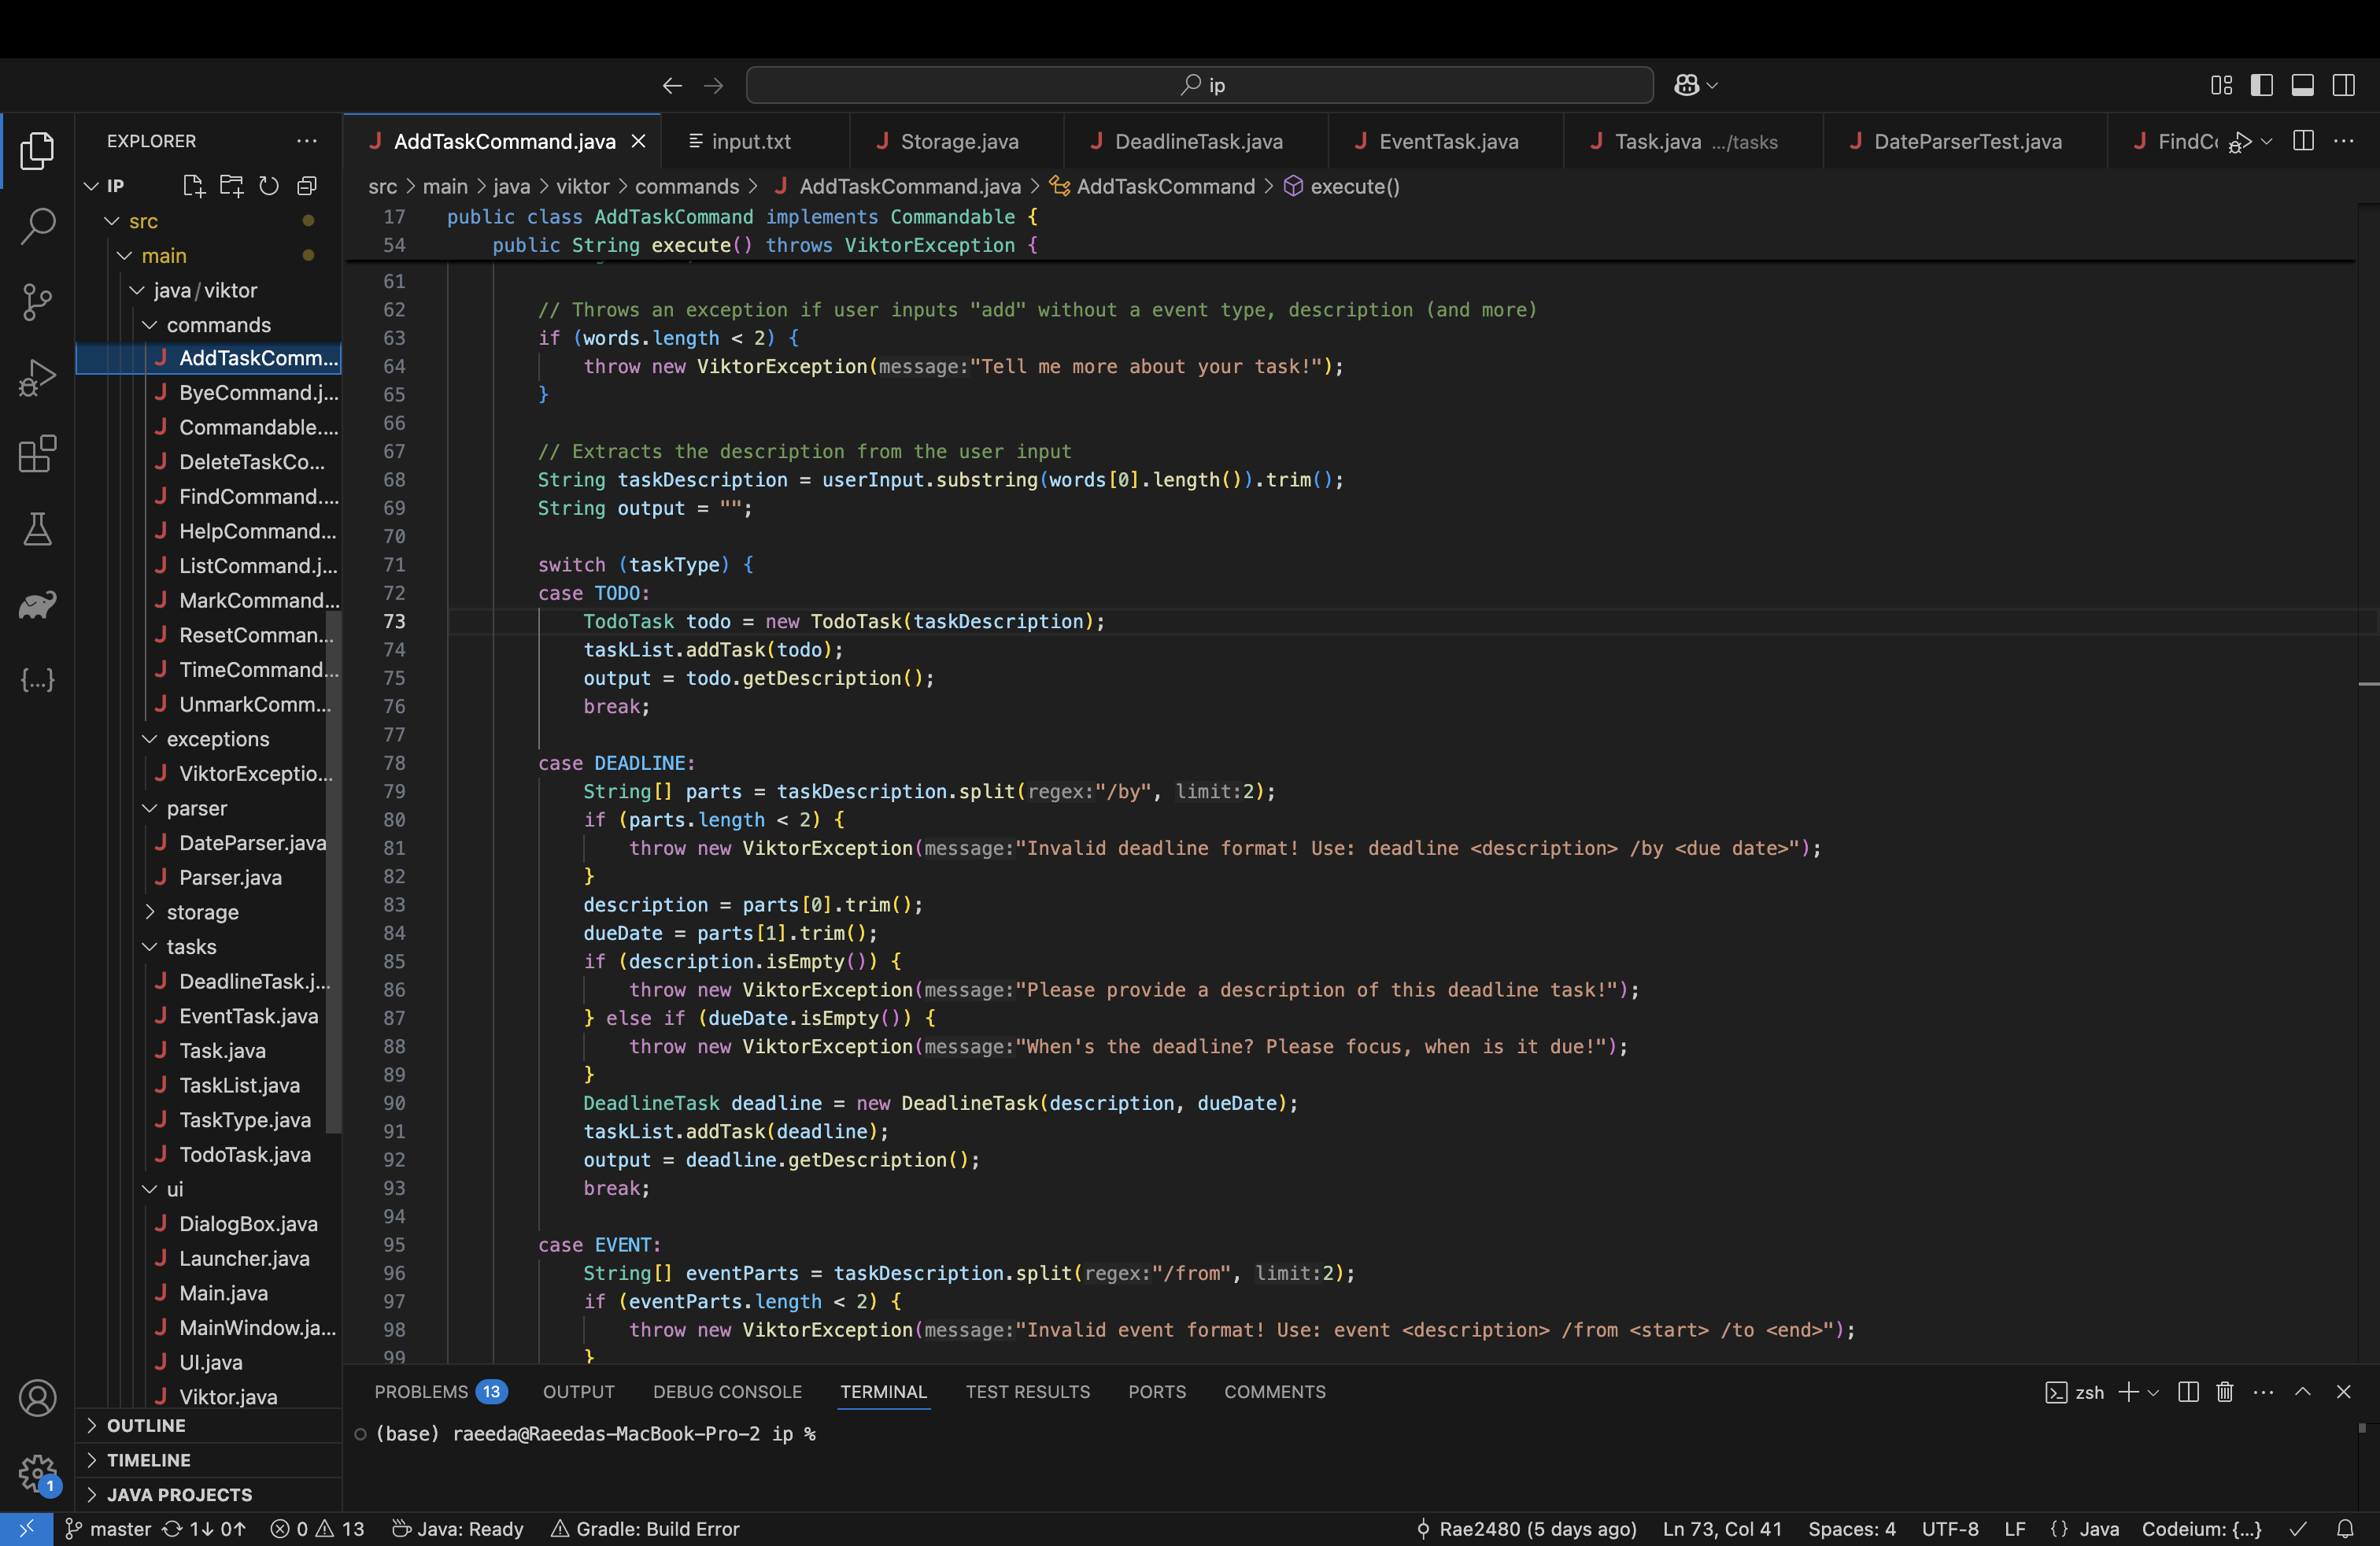 ip
EXPLORER
IP
src
main
java/viktor
commands
AddTaskComm...
ByeCommand.j...
Commandable....
DeleteTaskCo...
FindCommand....
HelpCommand...
ListCommand.j...
MarkCommand...
ResetComman...
TimeCommand...
UnmarkComm...
exceptions
ViktorExceptio...
parser
DateParser.java
Parser.java
storage
tasks
DeadlineTask.j...
EventTask.java
Task.java
TaskList.java
TaskType.java
TodoTask.java
ui
DialogBox.java
Launcher.java
Main.java
MainWindow.ja...
UI.java
Viktor.java
OUTLINE
TIMELINE
JAVA PROJECTS
AddTaskCommand.java input.txt Storage.java DeadlineTask.java EventTask.java Task.java .../tasks DateParserTest.java FindC
src > main > java > viktor > commands > AddTaskCommand.java > AddTaskCommand > execute()
17 public class AddTaskCommand implements Commandable {
54 public String execute() throws ViktorException {
61
62 // Throws an exception if user inputs "add" without a event type, description (and more)
63 if (words.length < 2) {
64 throw new ViktorException(message:"Tell me more about your task!");
65 }
66
67 // Extracts the description from the user input
68 String taskDescription = userInput.substring(words[0].length()).trim();
69 String output = "";
70
71 switch (taskType) {
72 case TODO:
73 TodoTask todo = new TodoTask(taskDescription);
74 taskList.addTask(todo);
75 output = todo.getDescription();
76 break;
77
78 case DEADLINE:
79 String[] parts = taskDescription.split(regex:"/by", limit:2);
80 if (parts.length < 2) {
81 throw new ViktorException(message:"Invalid deadline format! Use: deadline <description> /by <due date>");
82 }
83 description = parts[0].trim();
84 dueDate = parts[1].trim();
85 if (description.isEmpty()) {
86 throw new ViktorException(message:"Please provide a description of this deadline task!");
87 } else if (dueDate.isEmpty()) {
88 throw new ViktorException(message:"When's the deadline? Please focus, when is it due!");
89 }
90 DeadlineTask deadline = new DeadlineTask(description, dueDate);
91 taskList.addTask(deadline);
92 output = deadline.getDescription();
93 break;
94
95 case EVENT:
96 String[] eventParts = taskDescription.split(regex:"/from", limit:2);
97 if (eventParts.length < 2) {
98 throw new ViktorException(message:"Invalid event format! Use: event <description> /from <start> /to <end>");
99 }
PROBLEMS 13 OUTPUT DEBUG CONSOLE TERMINAL TEST RESULTS PORTS COMMENTS zsh
(base) raeeda@Raeedas-MacBook-Pro-2 ip %
1
master 1↓ 0↑ 0 13 Java: Ready Gradle: Build Error Rae2480 (5 days ago) Ln 73, Col 41 Spaces: 4 UTF-8 LF {} Java Codeium: {...}